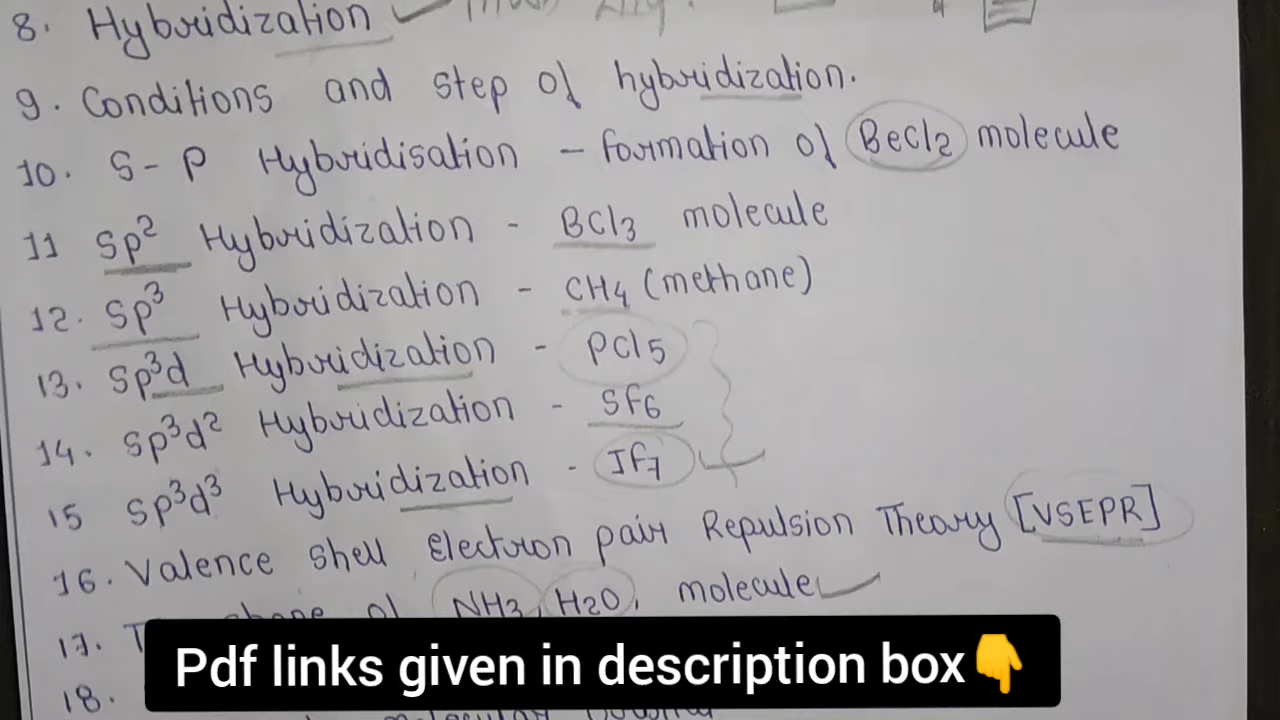 8. Hybridization
9. Conditions and step of hybridization.
10. S-P Hybridisation - formation of BeCl2 molecule
11 Sp² Hybridization - BCl3 molecule
12. Sp³ Hybridization - CH4 (methane)
13. Sp³d Hybridization - PCl5
14. Sp³d² Hybridization - Sf6
15 Sp³d³ Hybridization - If7
16. Valence shell Electron pair Repulsion Theory [VSEPR]
17. shape of NH3, H2O, molecule
18.
Pdf links given in description box👇